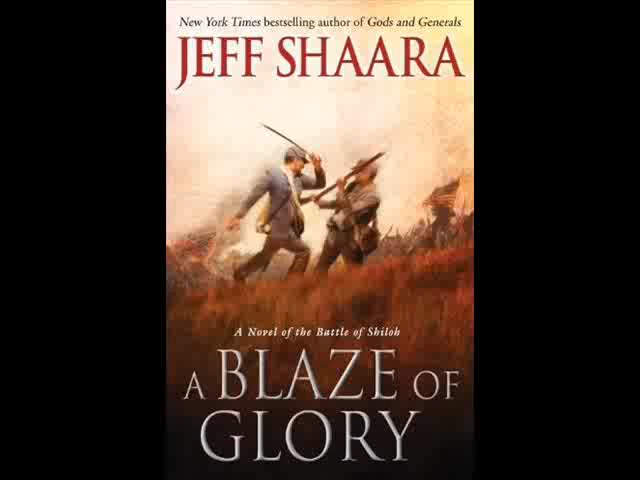 New York Times bestselling author of Gods and Generals
JEFF SHAARA
A Novel of the Battle of Shiloh
A BLAZE OF
GLORY